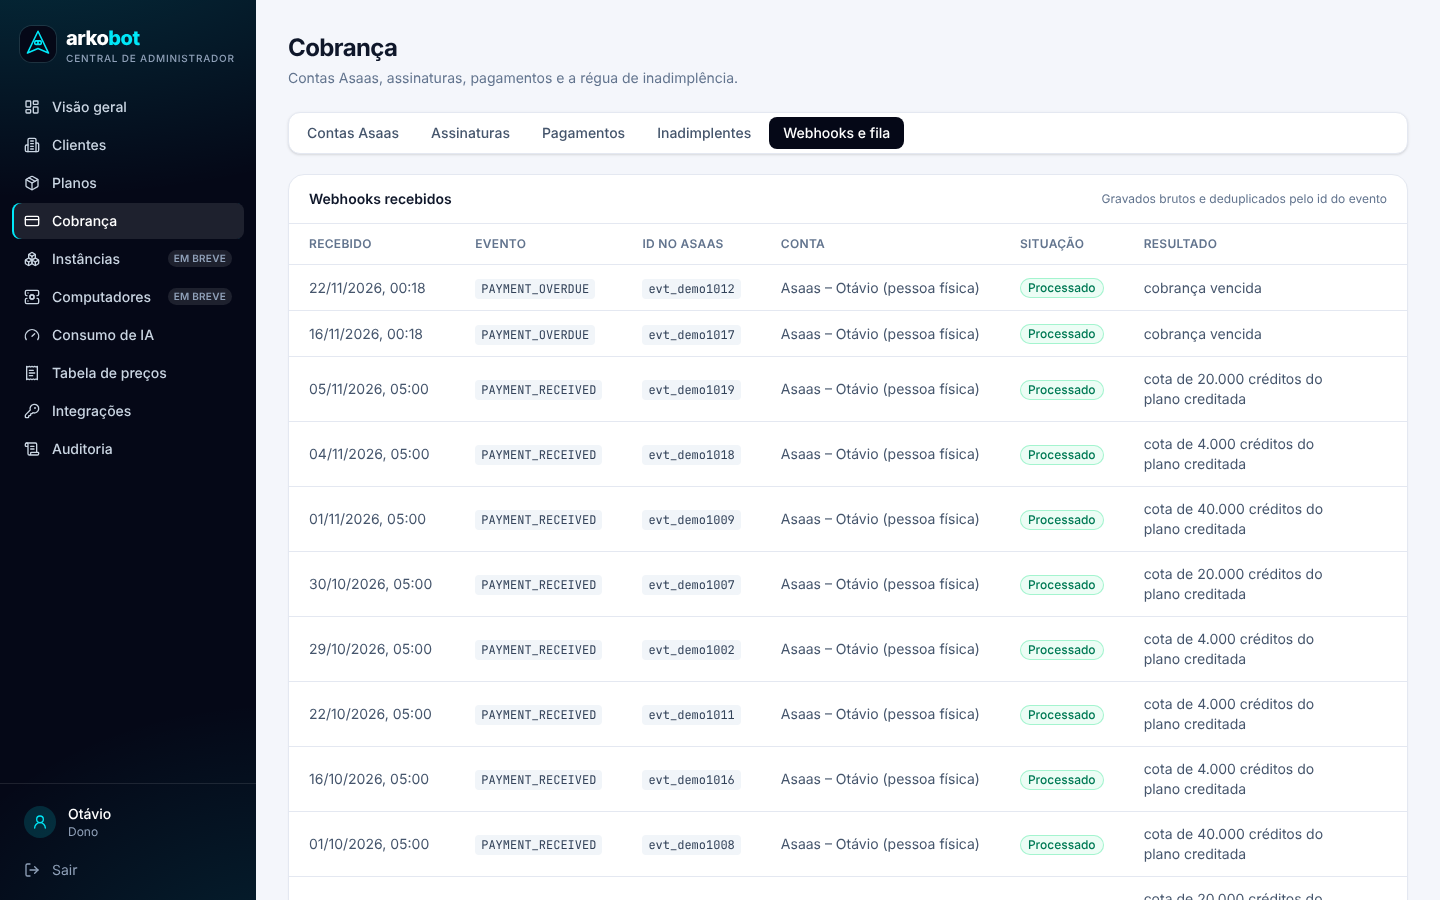 arkobot
CENTRAL DE ADMINISTRADOR
Visão geral
Clientes
Planos
Cobrança
Instâncias EM BREVE
Computadores EM BREVE
Consumo de IA
Tabela de preços
Integrações
Auditoria
Otávio
Dono
Sair
Cobrança
Contas Asaas, assinaturas, pagamentos e a régua de inadimplência.
Contas Asaas Assinaturas Pagamentos Inadimplentes Webhooks e fila
Webhooks recebidos Gravados brutos e deduplicados pelo id do evento
RECEBIDO EVENTO ID NO ASAAS CONTA SITUAÇÃO RESULTADO
22/11/2026, 00:18 PAYMENT_OVERDUE evt_demo1012 Asaas – Otávio (pessoa física) Processado cobrança vencida
16/11/2026, 00:18 PAYMENT_OVERDUE evt_demo1017 Asaas – Otávio (pessoa física) Processado cobrança vencida
05/11/2026, 05:00 PAYMENT_RECEIVED evt_demo1019 Asaas – Otávio (pessoa física) Processado cota de 20.000 créditos do
plano creditada
04/11/2026, 05:00 PAYMENT_RECEIVED evt_demo1018 Asaas – Otávio (pessoa física) Processado cota de 4.000 créditos do
plano creditada
01/11/2026, 05:00 PAYMENT_RECEIVED evt_demo1009 Asaas – Otávio (pessoa física) Processado cota de 40.000 créditos do
plano creditada
30/10/2026, 05:00 PAYMENT_RECEIVED evt_demo1007 Asaas – Otávio (pessoa física) Processado cota de 20.000 créditos do
plano creditada
29/10/2026, 05:00 PAYMENT_RECEIVED evt_demo1002 Asaas – Otávio (pessoa física) Processado cota de 4.000 créditos do
plano creditada
22/10/2026, 05:00 PAYMENT_RECEIVED evt_demo1011 Asaas – Otávio (pessoa física) Processado cota de 4.000 créditos do
plano creditada
16/10/2026, 05:00 PAYMENT_RECEIVED evt_demo1016 Asaas – Otávio (pessoa física) Processado cota de 4.000 créditos do
plano creditada
01/10/2026, 05:00 PAYMENT_RECEIVED evt_demo1008 Asaas – Otávio (pessoa física) Processado cota de 40.000 créditos do
plano creditada
cota de 20.000 créditos do